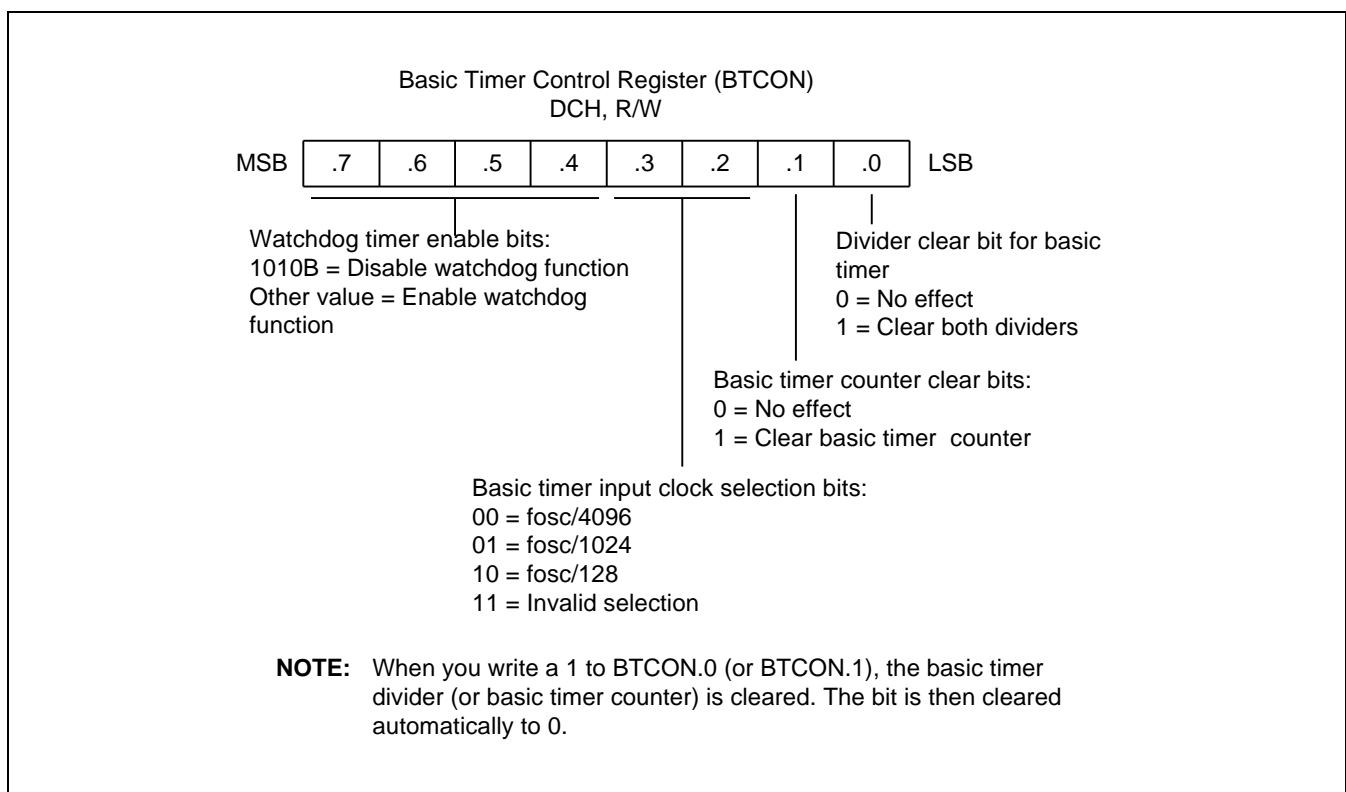 Basic Timer Control Register (BTCON)
DCH, R/W
MSB .7 .6 .5 .4 .3 .2 .1 .0 LSB
Watchdog timer enable bits:
1010B = Disable watchdog function
Other value = Enable watchdog
function
Divider clear bit for basic
timer
0 = No effect
1 = Clear both dividers
Basic timer counter clear bits:
0 = No effect
1 = Clear basic timer counter
Basic timer input clock selection bits:
00 = fosc/4096
01 = fosc/1024
10 = fosc/128
11 = Invalid selection
NOTE: When you write a 1 to BTCON.0 (or BTCON.1), the basic timer
divider (or basic timer counter) is cleared. The bit is then cleared
automatically to 0.